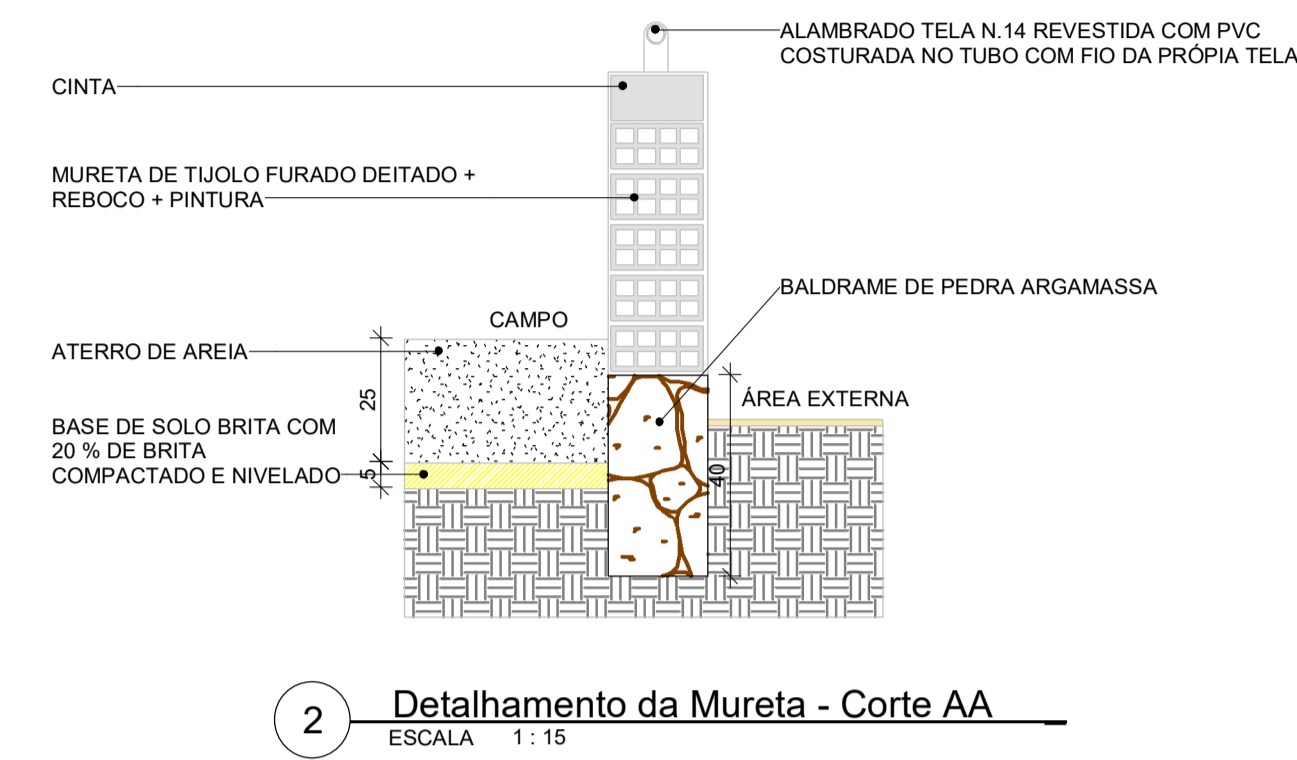 ALAMBRADO TELA N.14 REVESTIDA COM PVC
COSTURADA NO TUBO COM FIO DA PRÓPIA TELA
CINTA
MURETA DE TIJOLO FURADO DEITADO +
REBOCO + PINTURA
BALDRAME DE PEDRA ARGAMASSA
CAMPO
ATERRO DE AREIA
25
ÁREA EXTERNA
BASE DE SOLO BRITA COM
20 % DE BRITA
COMPACTADO E NIVELADO
5
40
2
Detalhamento da Mureta - Corte AA
ESCALA 1 : 15